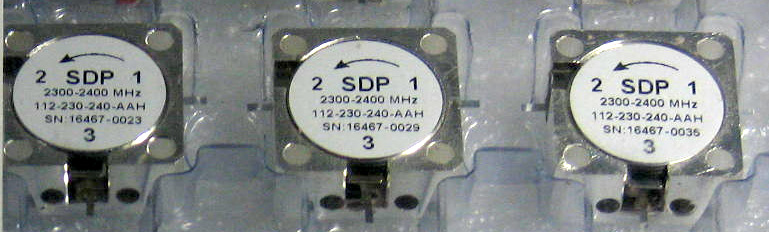 2 SDP 1
2300-2400 MHz
112-230-240-AAH
SN:16467-0023
3
2 SDP 1
2300-2400 MHz
112-230-240-AAH
SN:16467-0029
3
2 SDP 1
2300-2400 MHz
112-230-240-AAH
SN:16467-0035
3